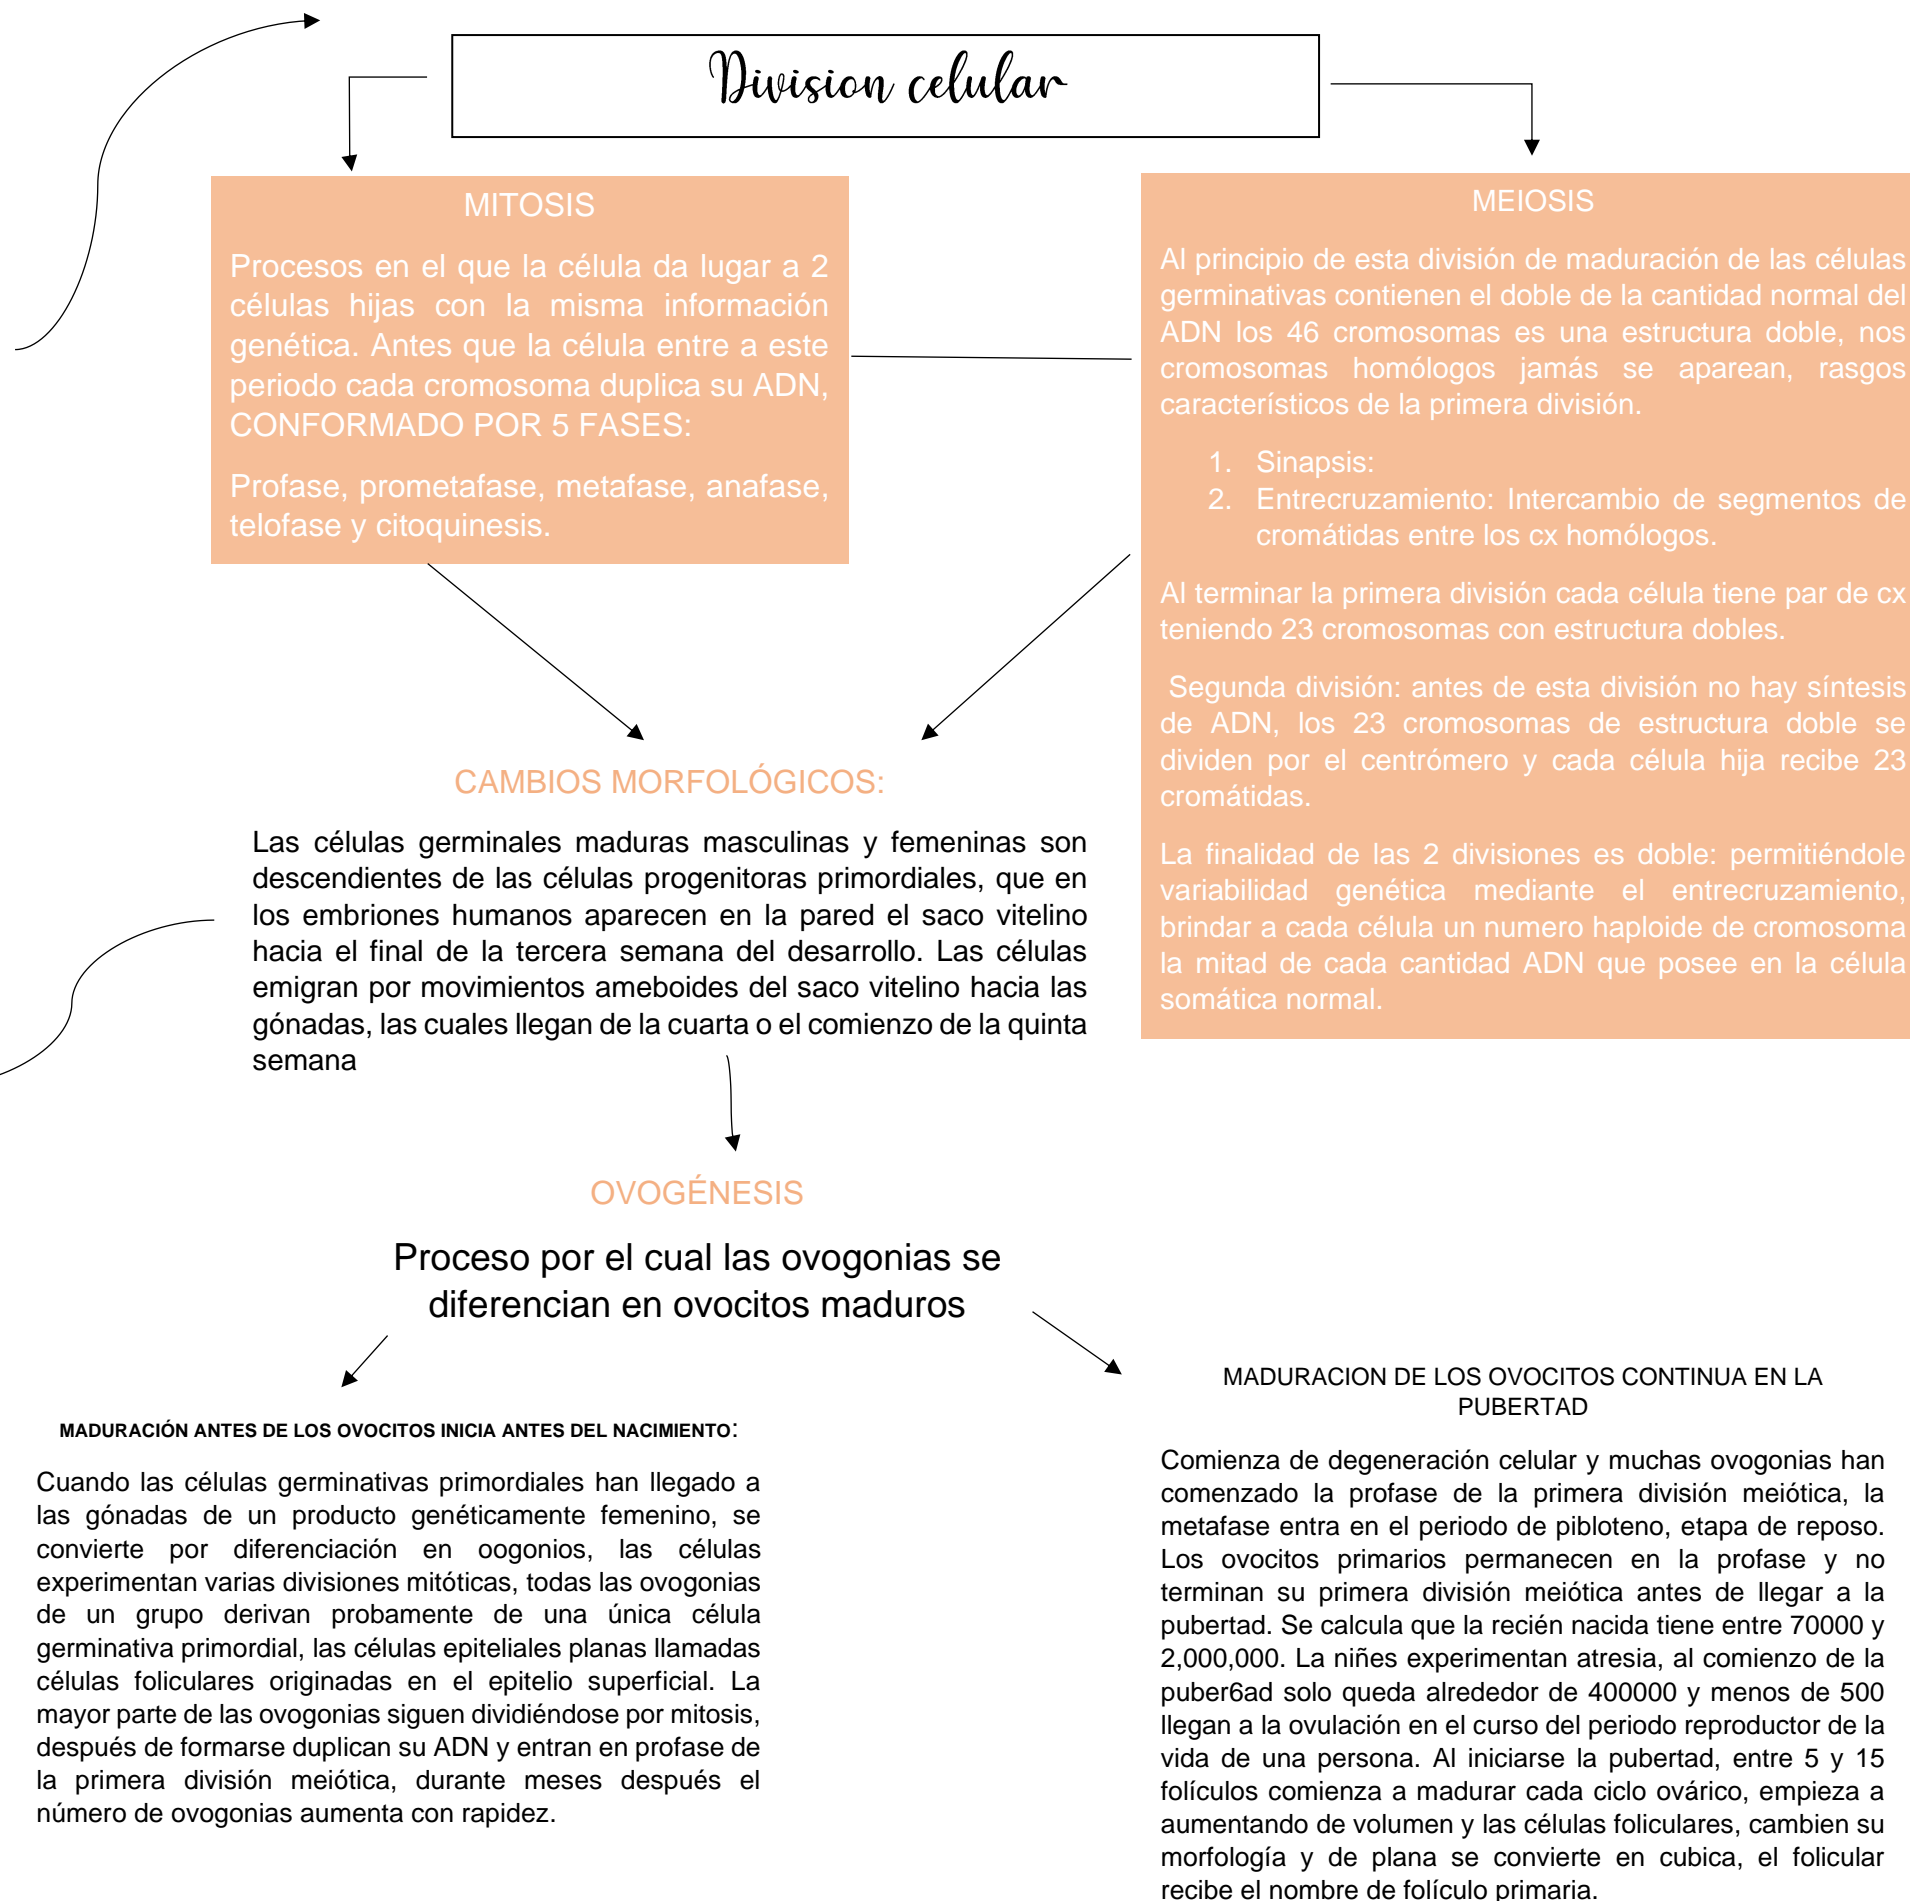 Division celular
MITOSIS
Procesos en el que la célula da lugar a 2
células hijas con la misma información
genética. Antes que la célula entre a este
periodo cada cromosoma duplica su ADN,
CONFORMADO POR 5 FASES:
Profase, prometafase, metafase, anafase,
telofase y citoquinesis.
MEIOSIS
Al principio de esta división de maduración de las células
germinativas contienen el doble de la cantidad normal del
ADN los 46 cromosomas es una estructura doble, nos
cromosomas homólogos jamás se aparean, rasgos
característicos de la primera división.
1. Sinapsis:
2. Entrecruzamiento: Intercambio de segmentos de
cromátidas entre los cx homólogos.
Al terminar la primera división cada célula tiene par de cx
teniendo 23 cromosomas con estructura dobles.
Segunda división: antes de esta división no hay síntesis
de ADN, los 23 cromosomas de estructura doble se
dividen por el centrómero y cada célula hija recibe 23
cromátidas.
La finalidad de las 2 divisiones es doble: permitiéndole
variabilidad genética mediante el entrecruzamiento,
brindar a cada célula un numero haploide de cromosoma
la mitad de cada cantidad ADN que posee en la célula
somática normal.
CAMBIOS MORFOLÓGICOS:
Las células germinales maduras masculinas y femeninas son
descendientes de las células progenitoras primordiales, que en
los embriones humanos aparecen en la pared el saco vitelino
hacia el final de la tercera semana del desarrollo. Las células
emigran por movimientos ameboides del saco vitelino hacia las
gónadas, las cuales llegan de la cuarta o el comienzo de la quinta
semana
OVOGÉNESIS
Proceso por el cual las ovogonias se
diferencian en ovocitos maduros
MADURACIÓN ANTES DE LOS OVOCITOS INICIA ANTES DEL NACIMIENTO:
Cuando las células germinativas primordiales han llegado a
las gónadas de un producto genéticamente femenino, se
convierte por diferenciación en oogonios, las células
experimentan varias divisiones mitóticas, todas las ovogonias
de un grupo derivan probamente de una única célula
germinativa primordial, las células epiteliales planas llamadas
células foliculares originadas en el epitelio superficial. La
mayor parte de las ovogonias siguen dividiéndose por mitosis,
después de formarse duplican su ADN y entran en profase de
la primera división meiótica, durante meses después el
número de ovogonias aumenta con rapidez.
MADURACION DE LOS OVOCITOS CONTINUA EN LA
PUBERTAD
Comienza de degeneración celular y muchas ovogonias han
comenzado la profase de la primera división meiótica, la
metafase entra en el periodo de pibloteno, etapa de reposo.
Los ovocitos primarios permanecen en la profase y no
terminan su primera división meiótica antes de llegar a la
pubertad. Se calcula que la recién nacida tiene entre 70000 y
2,000,000. La niñes experimentan atresia, al comienzo de la
puber6ad solo queda alrededor de 400000 y menos de 500
llegan a la ovulación en el curso del periodo reproductor de la
vida de una persona. Al iniciarse la pubertad, entre 5 y 15
folículos comienza a madurar cada ciclo ovárico, empieza a
aumentando de volumen y las células foliculares, cambien su
morfología y de plana se convierte en cubica, el folicular
recibe el nombre de folículo primaria.